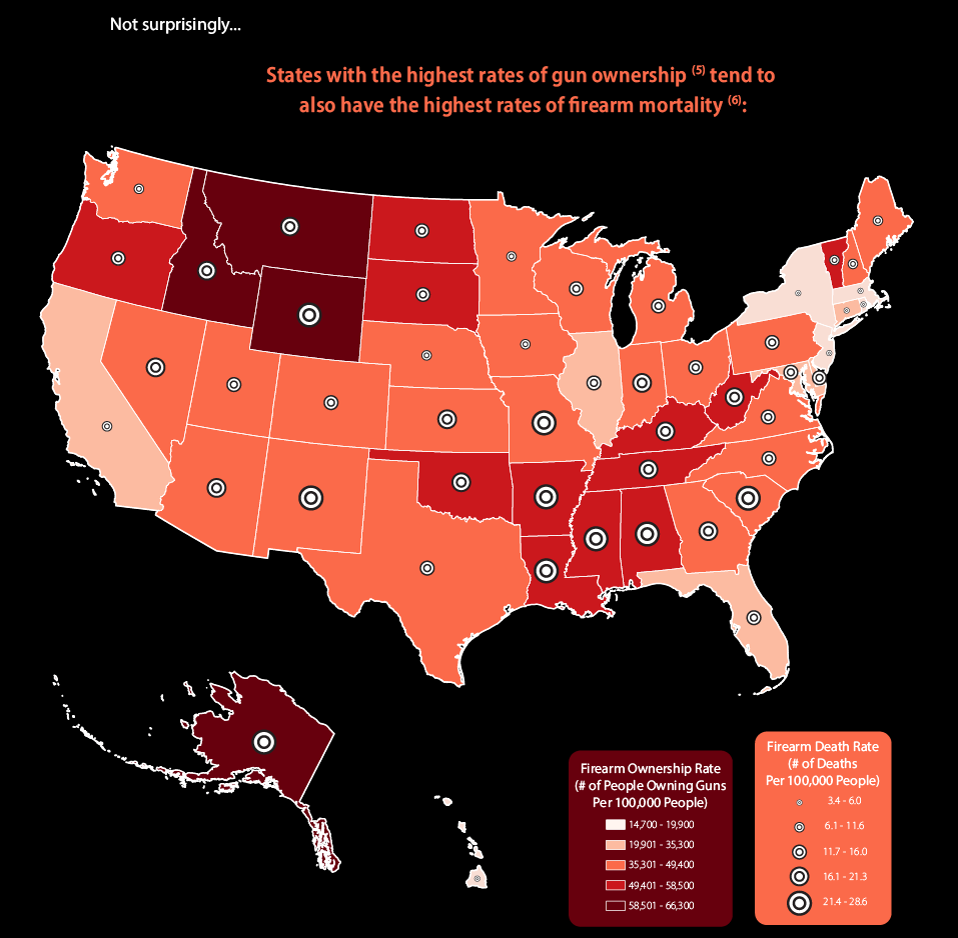 Not surprisingly...
States with the highest rates of gun ownership (5) tend to
also have the highest rates of firearm mortality (6):
Firearm Ownership Rate
(# of People Owning Guns
Per 100,000 People)
14,700 - 19,900
19,901 - 35,300
35,301 - 49,400
49,401 - 58,500
58,501 - 66,300
Firearm Death Rate
(# of Deaths
Per 100,000 People)
3.4 - 6.0
6.1 - 11.6
11.7 - 16.0
16.1 - 21.3
21.4 - 28.6